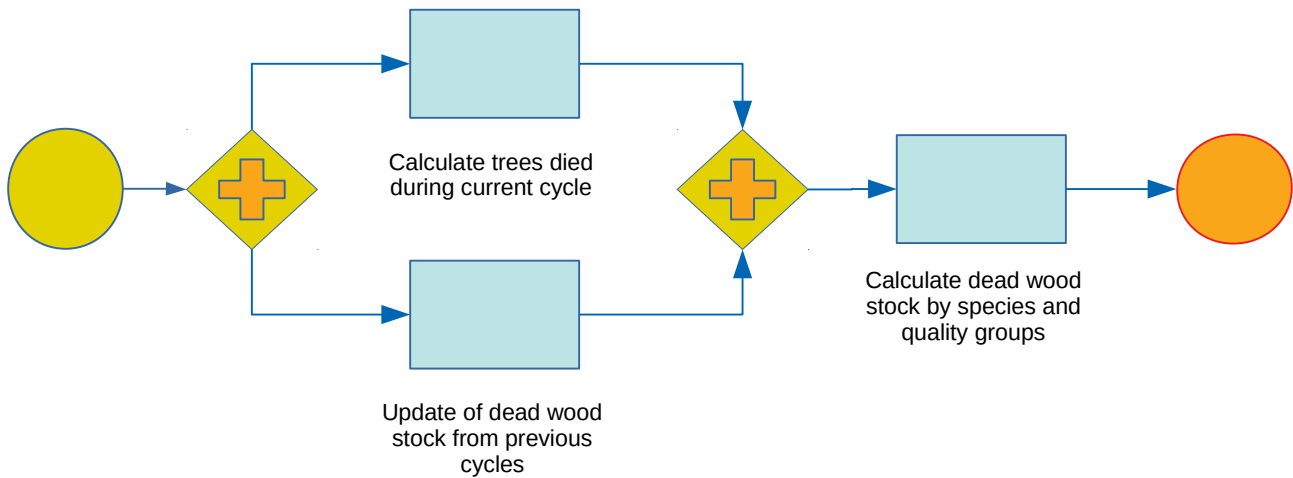 Calculate trees died
during current cycle
Update of dead wood
stock from previous
cycles
Calculate dead wood
stock by species and
quality groups